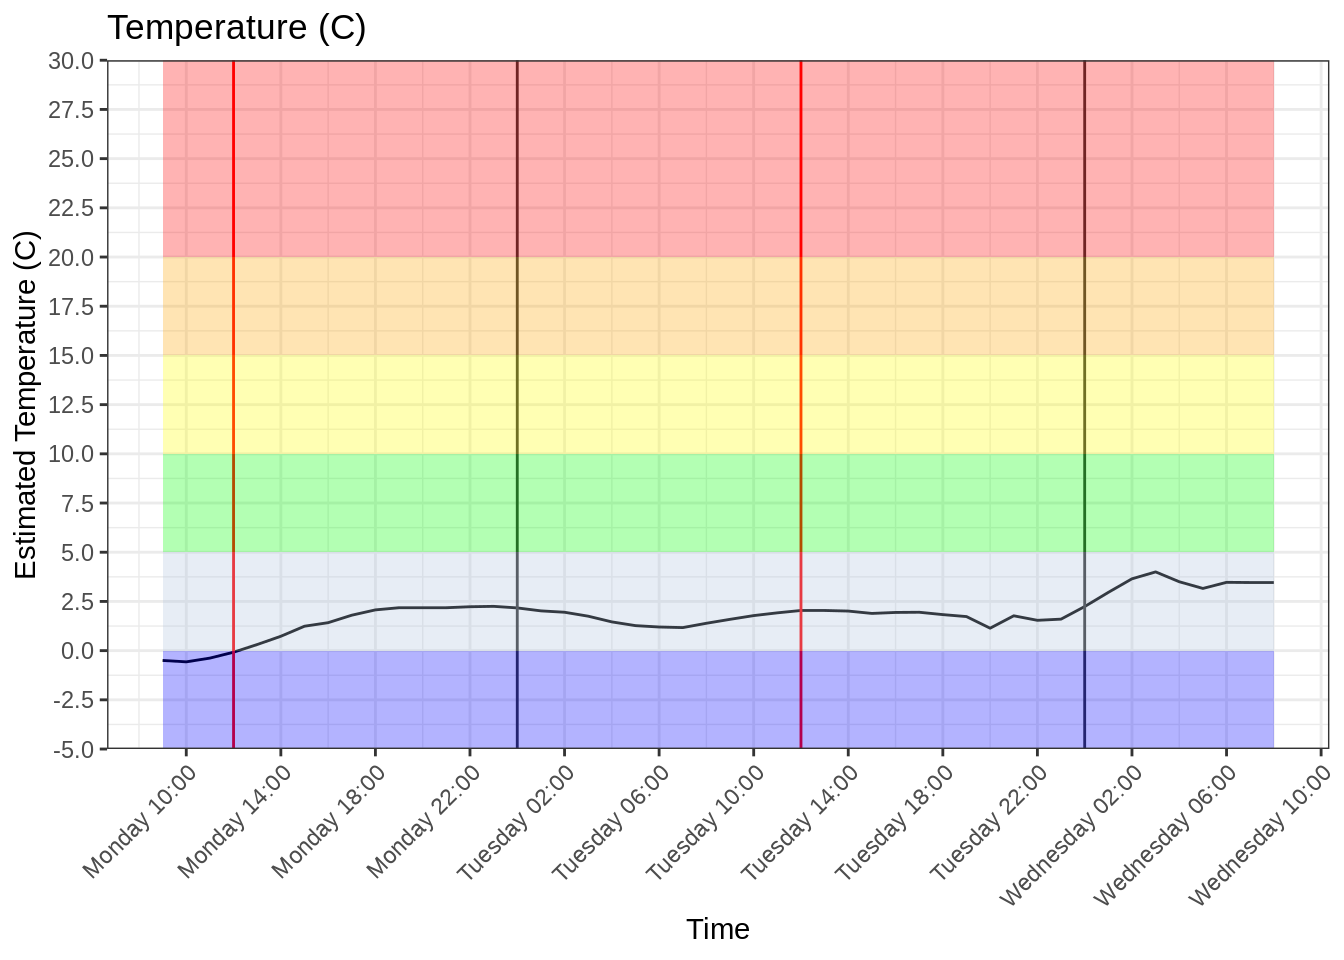 Temperature (C)
30.0
27.5
25.0
22.5
20.0
17.5
15.0
12.5
10.0
7.5
5.0
2.5
0.0
-2.5
-5.0
Estimated Temperature (C)
Monday 10:00
Monday 14:00
Monday 18:00
Monday 22:00
Tuesday 02:00
Tuesday 06:00
Tuesday 10:00
Tuesday 14:00
Tuesday 18:00
Tuesday 22:00
Wednesday 02:00
Wednesday 06:00
Wednesday 10:00
Time